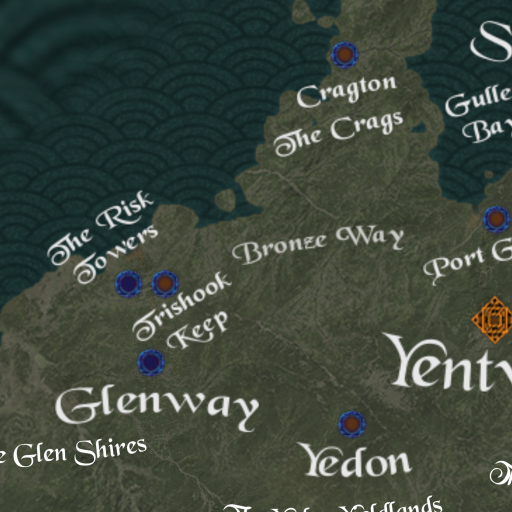 Cragton
The Crags
Gulle
Bay
The Risk
Towers
Bronze Way
Port G
Trishook
Keep
Yentv
Glenway
Glen Shires
Yedon